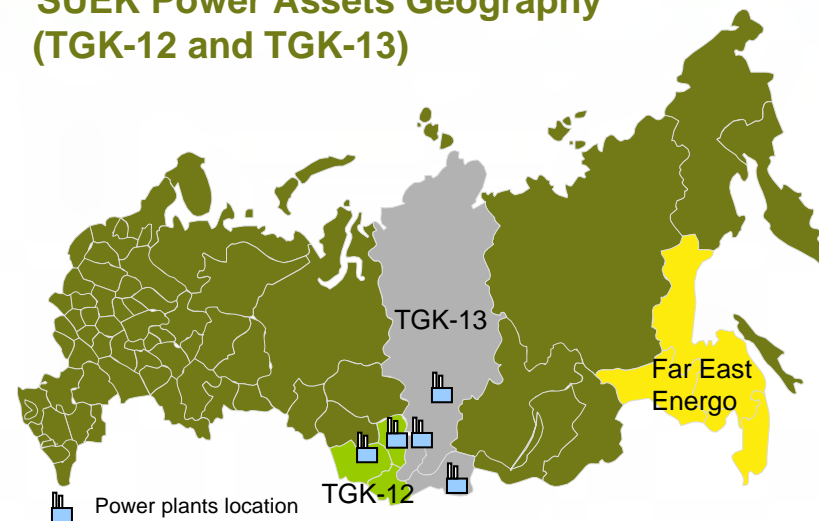 SUEK Power Assets Geography
(TGK-12 and TGK-13)
TGK-13
Far East
Energo
TGK-12
Power plants location